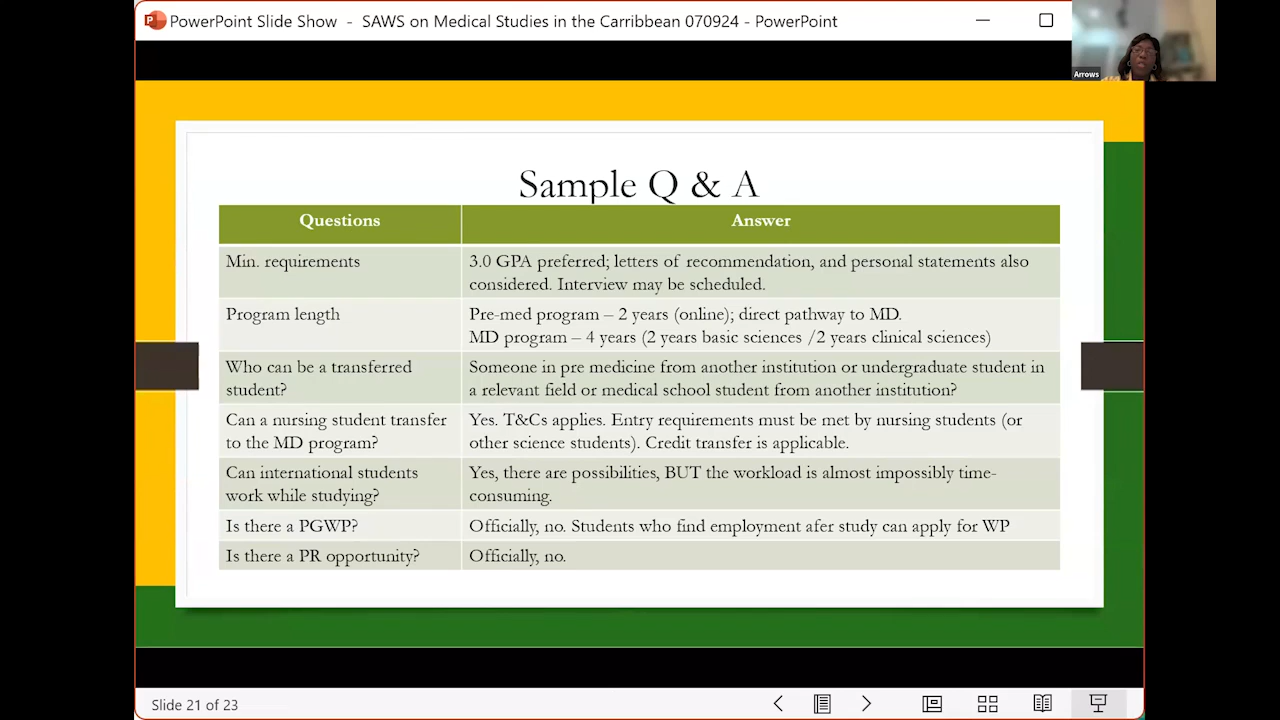 PowerPoint Slide Show - SAWS on Medical Studies in the Carribbean 070924 - PowerPoint
Arrows
Sample Q & A
Questions
Answer
Min. requirements
3.0 GPA preferred; letters of recommendation, and personal statements also
considered. Interview may be scheduled.
Program length
Pre-med program – 2 years (online); direct pathway to MD.
MD program – 4 years (2 years basic sciences /2 years clinical sciences)
Who can be a transferred
student?
Someone in pre medicine from another institution or undergraduate student in
a relevant field or medical school student from another institution?
Can a nursing student transfer
to the MD program?
Yes. T&Cs applies. Entry requirements must be met by nursing students (or
other science students). Credit transfer is applicable.
Can international students
work while studying?
Yes, there are possibilities, BUT the workload is almost impossibly time-
consuming.
Is there a PGWP?
Officially, no. Students who find employment afer study can apply for WP
Is there a PR opportunity?
Officially, no.
Slide 21 of 23